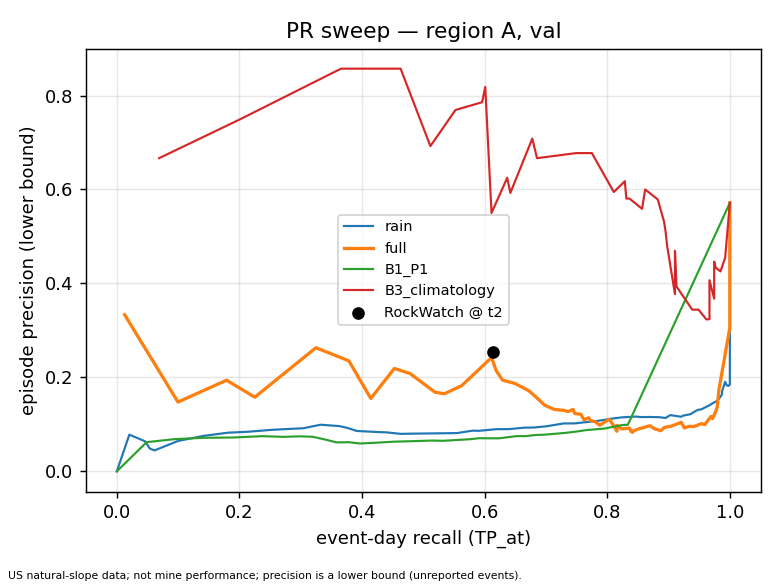 PR sweep — region A, val
episode precision (lower bound)
0.8
0.6
0.4
0.2
0.0
rain
full
B1_P1
B3_climatology
RockWatch @ t2
0.0 0.2 0.4 0.6 0.8 1.0
event-day recall (TP_at)
US natural-slope data; not mine performance; precision is a lower bound (unreported events).